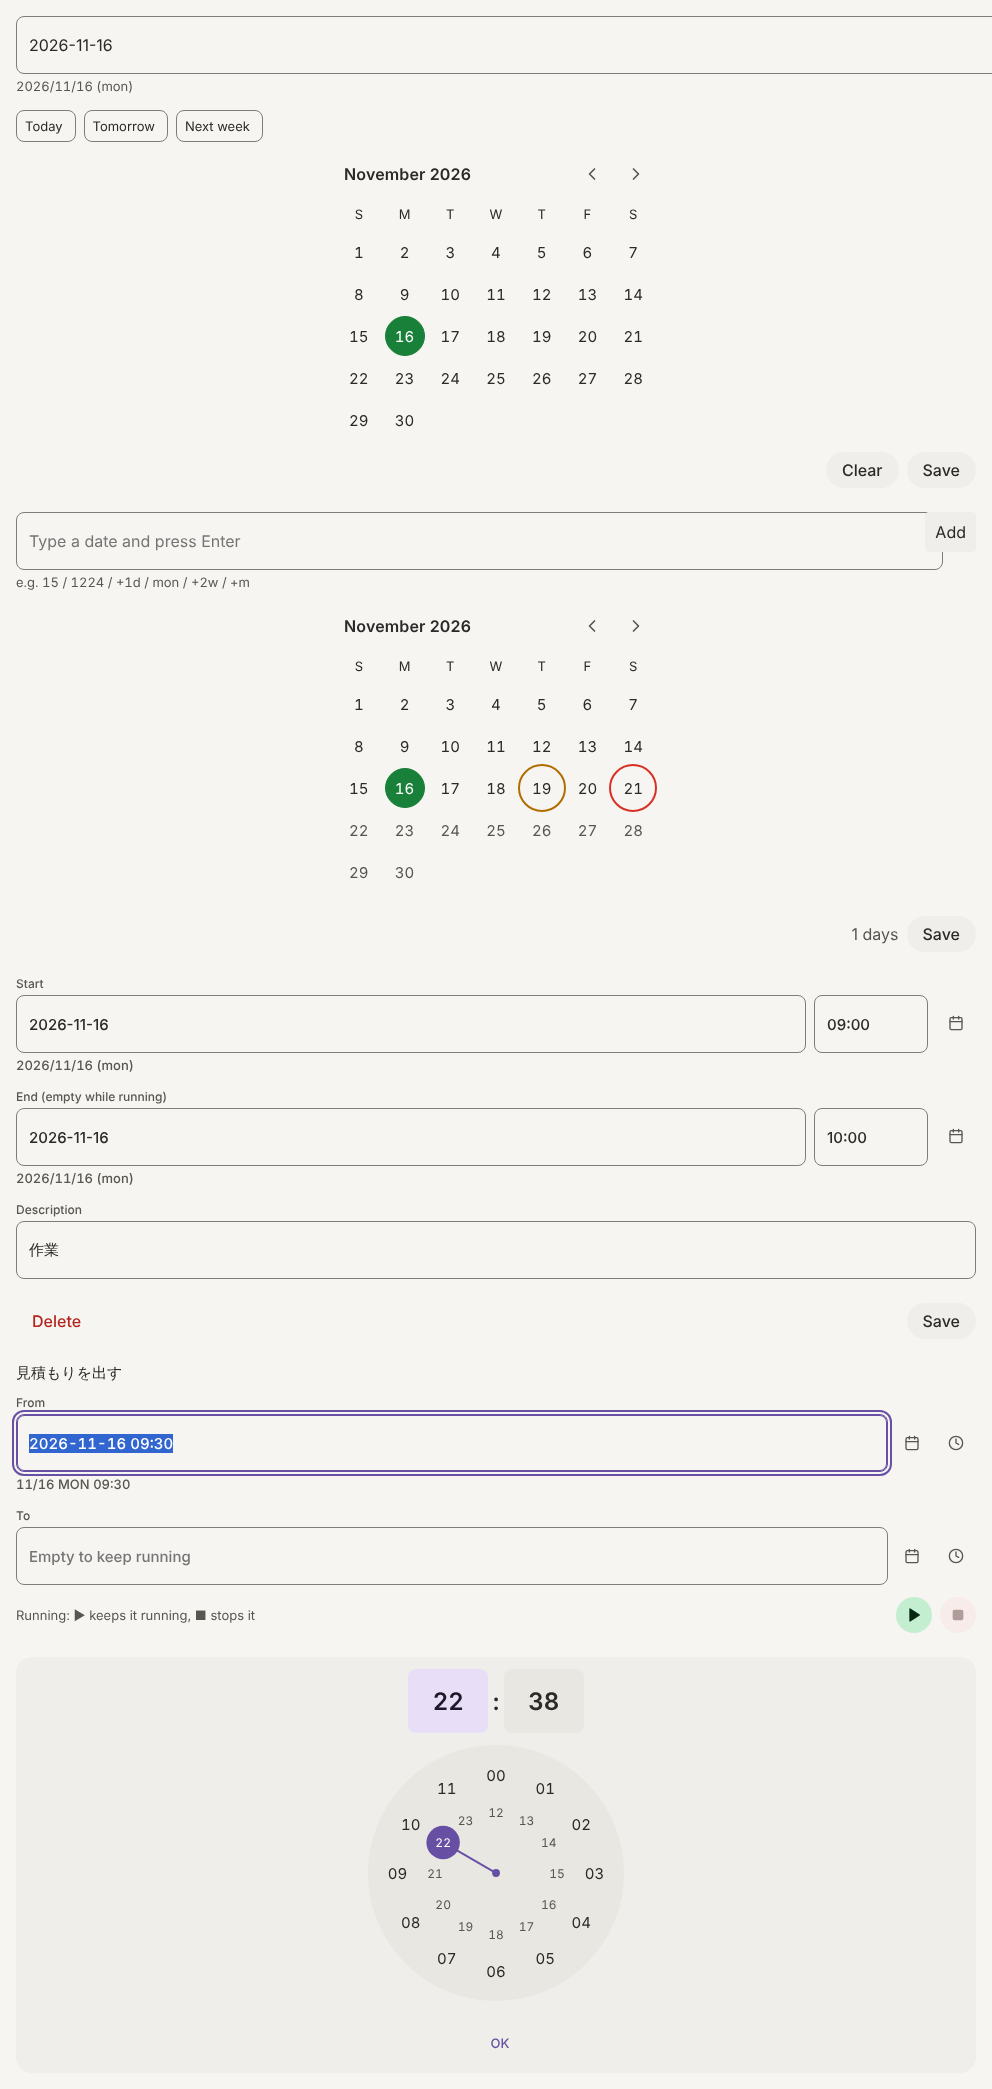 2026-11-16
2026/11/16 (mon)
Today Tomorrow Next week
November 2026
S M T W T F S
1 2 3 4 5 6 7
8 9 10 11 12 13 14
15 16 17 18 19 20 21
22 23 24 25 26 27 28
29 30
Clear Save
Type a date and press Enter Add
e.g. 15 / 1224 / +1d / mon / +2w / +m
November 2026
S M T W T F S
1 2 3 4 5 6 7
8 9 10 11 12 13 14
15 16 17 18 19 20 21
22 23 24 25 26 27 28
29 30
1 days Save
Start
2026-11-16 09:00
2026/11/16 (mon)
End (empty while running)
2026-11-16 10:00
2026/11/16 (mon)
Description
作業
Delete Save
見積もりを出す
From
2026-11-16 09:30
11/16 MON 09:30
To
Empty to keep running
Running: ▶ keeps it running, ■ stops it
22 : 38
00
11 01
12
23 13
10 02
22 14
09 21 15 03
20 16
08 04
19 17
18
07 05
06
OK